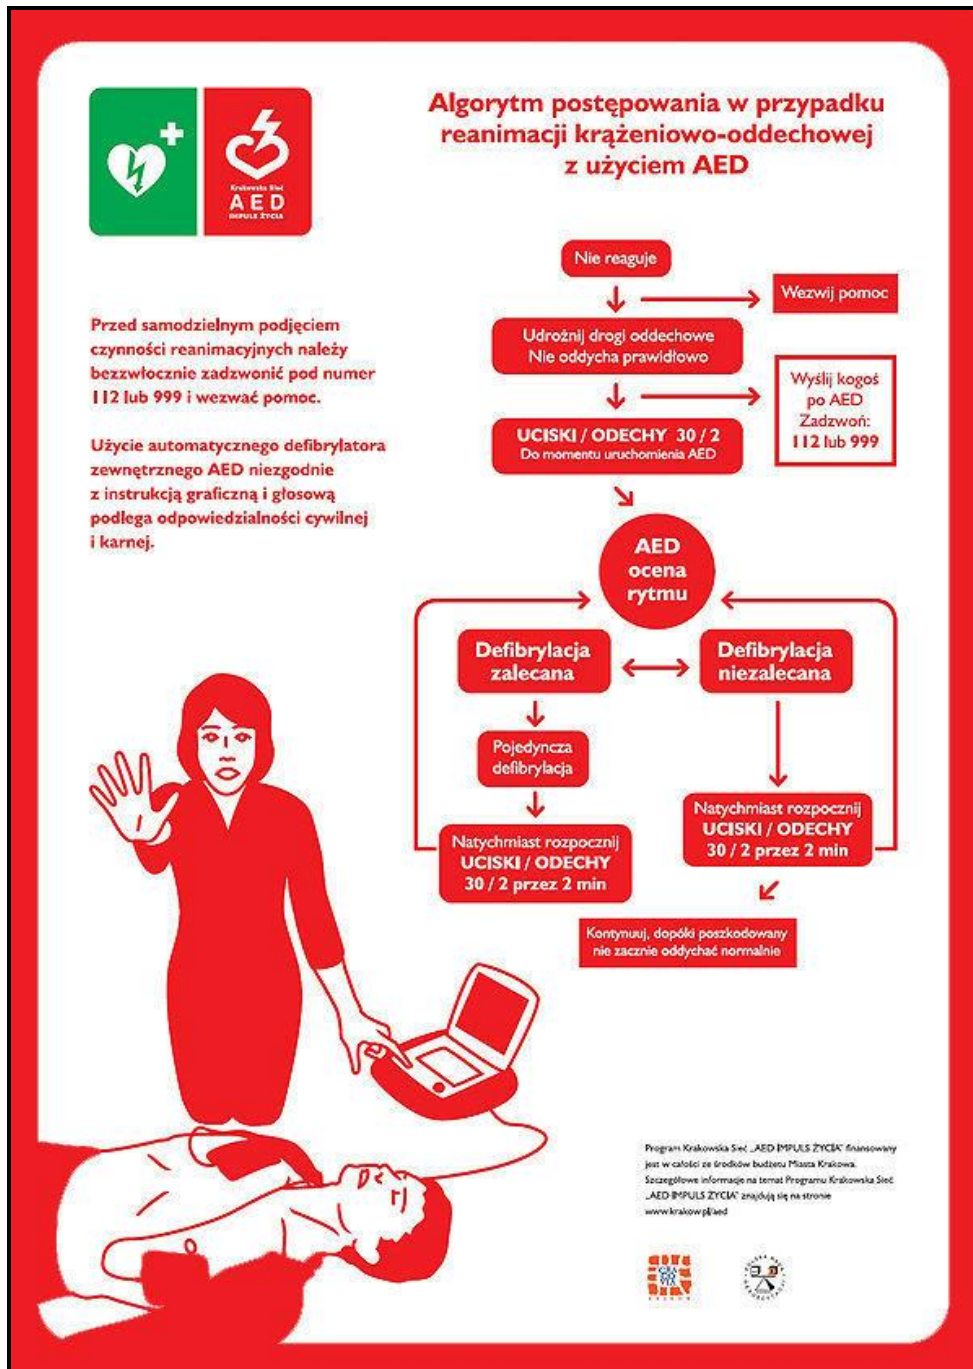 Krakowska Sieć
AED
IMPULS ŻYCIA
Algorytm postępowania w przypadku
reanimacji krążeniowo-oddechowej
z użyciem AED
Przed samodzielnym podjęciem
czynności reanimacyjnych należy
bezzwłocznie zadzwonić pod numer
112 lub 999 i wezwać pomoc.
Użycie automatycznego defibrylatora
zewnętrznego AED niezgodnie
z instrukcją graficzną i głosową
podlega odpowiedzialności cywilnej
i karnej.
Nie reaguje
Wezwij pomoc
Udrożnij drogi oddechowe
Nie oddycha prawidłowo
Wyślij kogoś
po AED
Zadzwoń:
112 lub 999
UCISKI / ODECHY 30 / 2
Do momentu uruchomienia AED
AED
ocena
rytmu
Defibrylacja
zalecana
Defibrylacja
niezalecana
Pojedyncza
defibrylacja
Natychmiast rozpocznij
UCISKI / ODECHY
30 / 2 przez 2 min
Natychmiast rozpocznij
UCISKI / ODECHY
30 / 2 przez 2 min
Kontynuuj, dopóki poszkodowany
nie zacznie oddychać normalnie
Program Krakowska Sieć „AED IMPULS ŻYCIA" finansowany
jest w całości ze środków budżetu Miasta Krakowa.
Szczegółowe informacje na temat Programu Krakowska Sieć
„AED IMPULS ŻYCIA" znajdują się na stronie
www.krakow.pl/aed